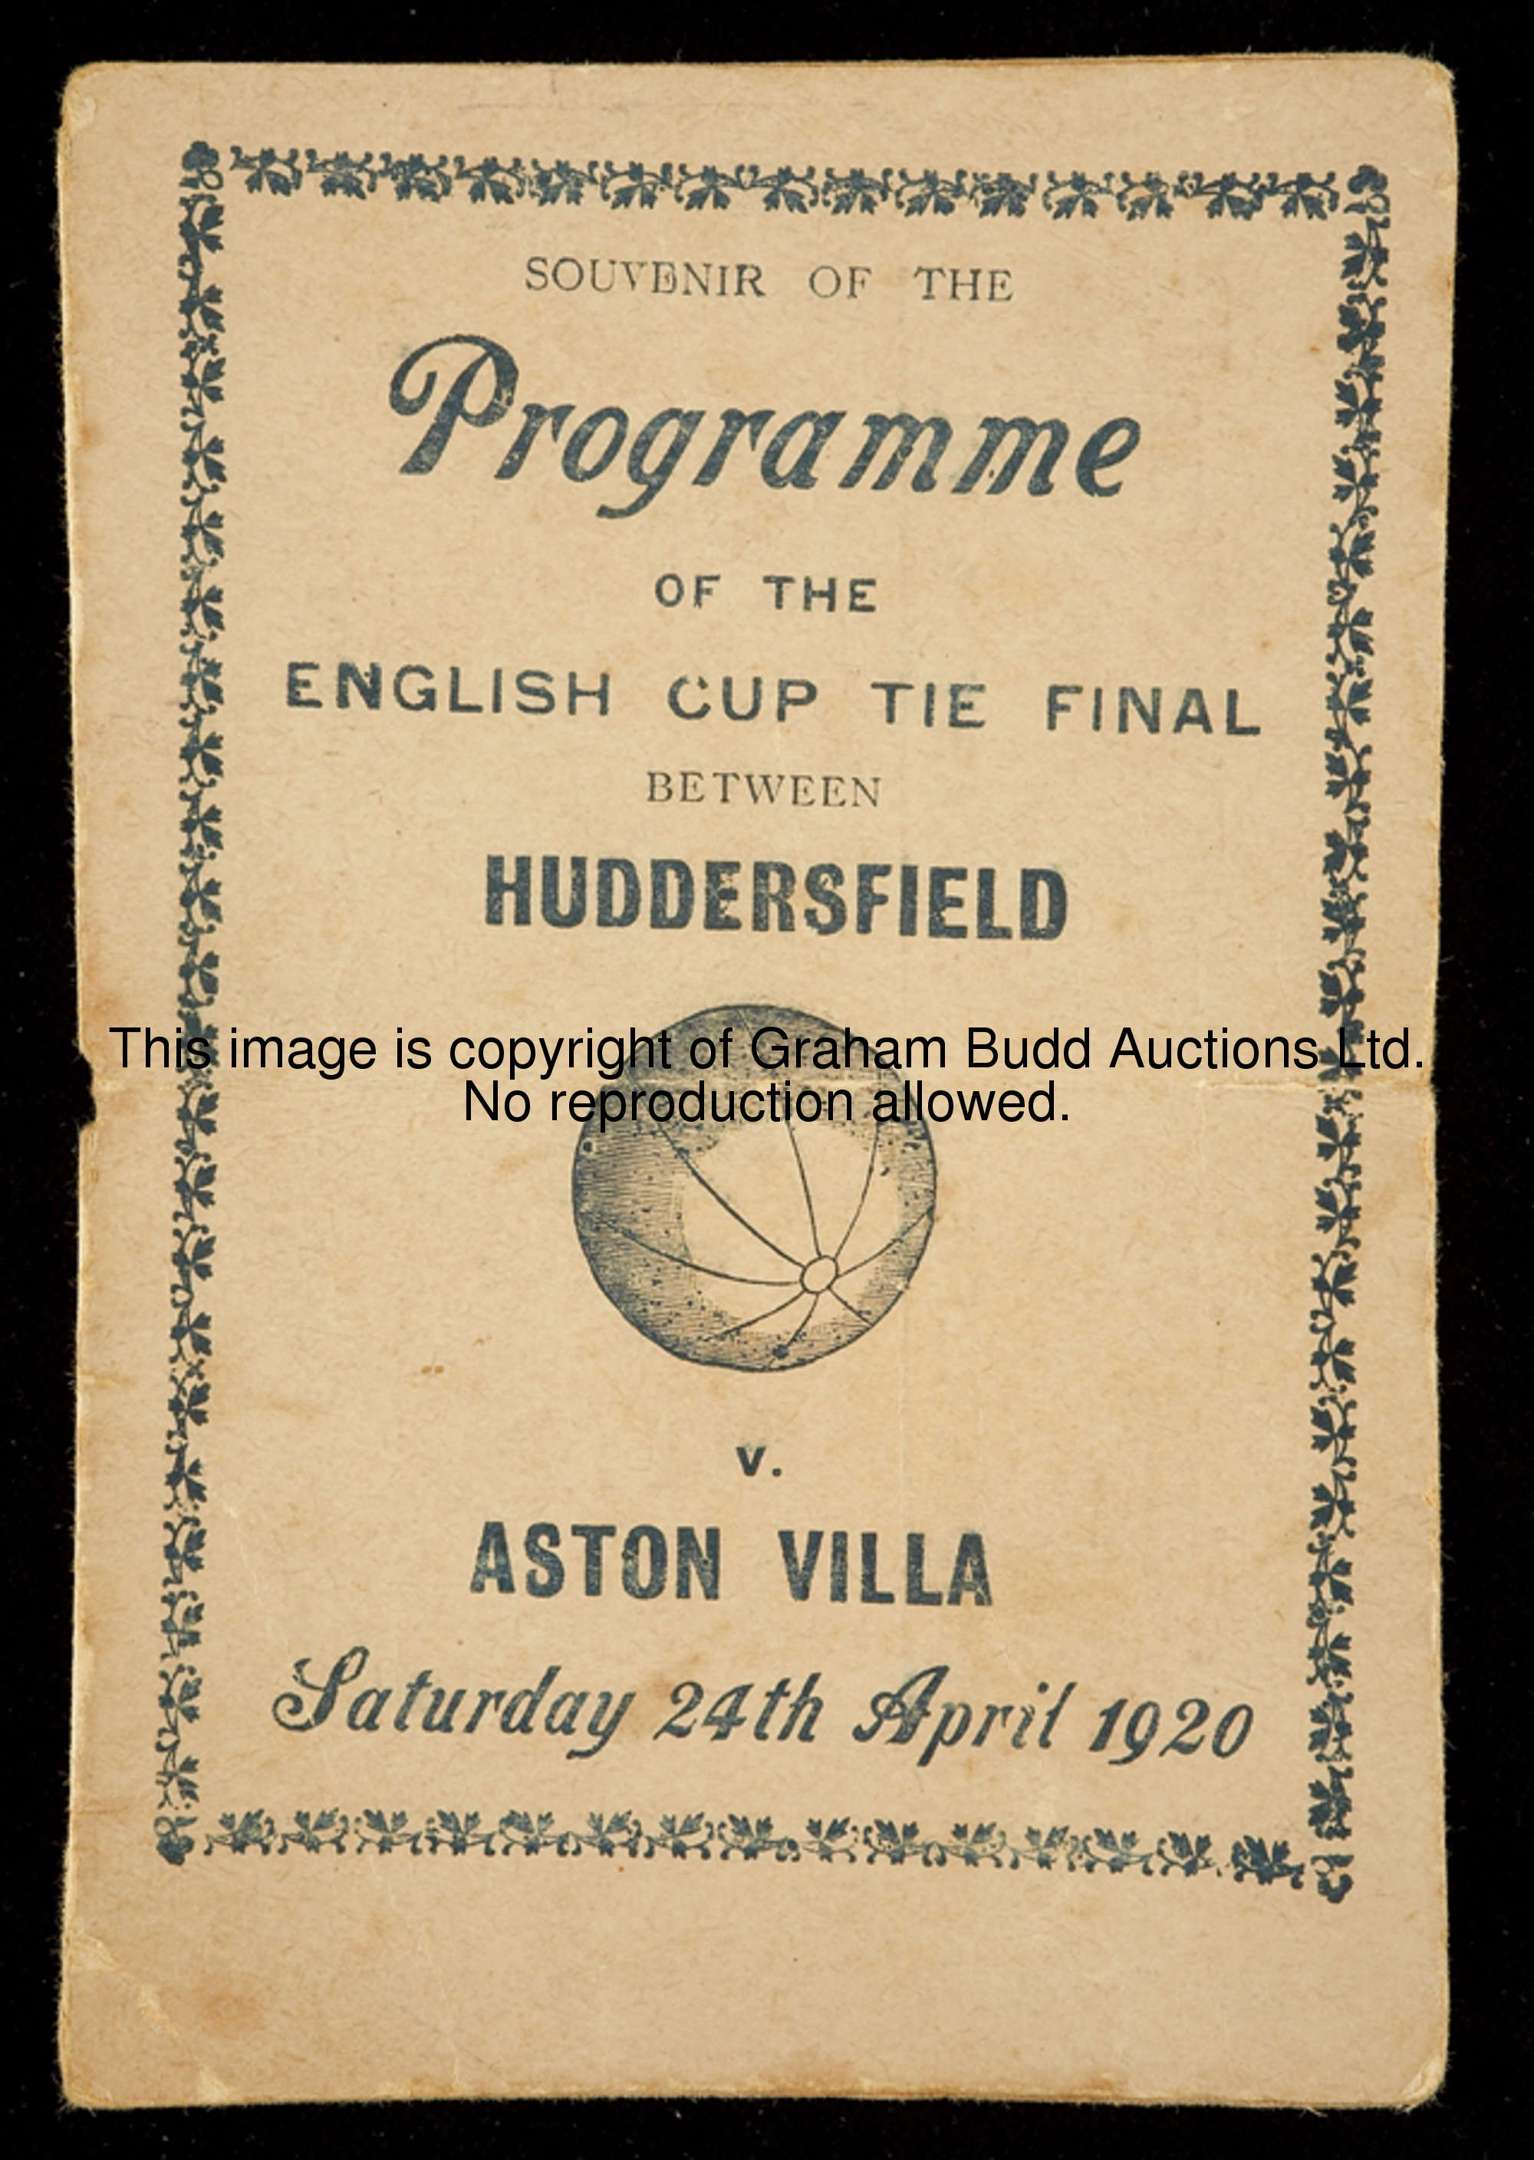 SOUVENIR OF THE
Programme
OF THE
ENGLISH CUP TIE FINAL
BETWEEN
HUDDERSFIELD
This image is copyright of Graham Budd Auctions Ltd.
No reproduction allowed.
v.
ASTON VILLA
Saturday 24th April 1920